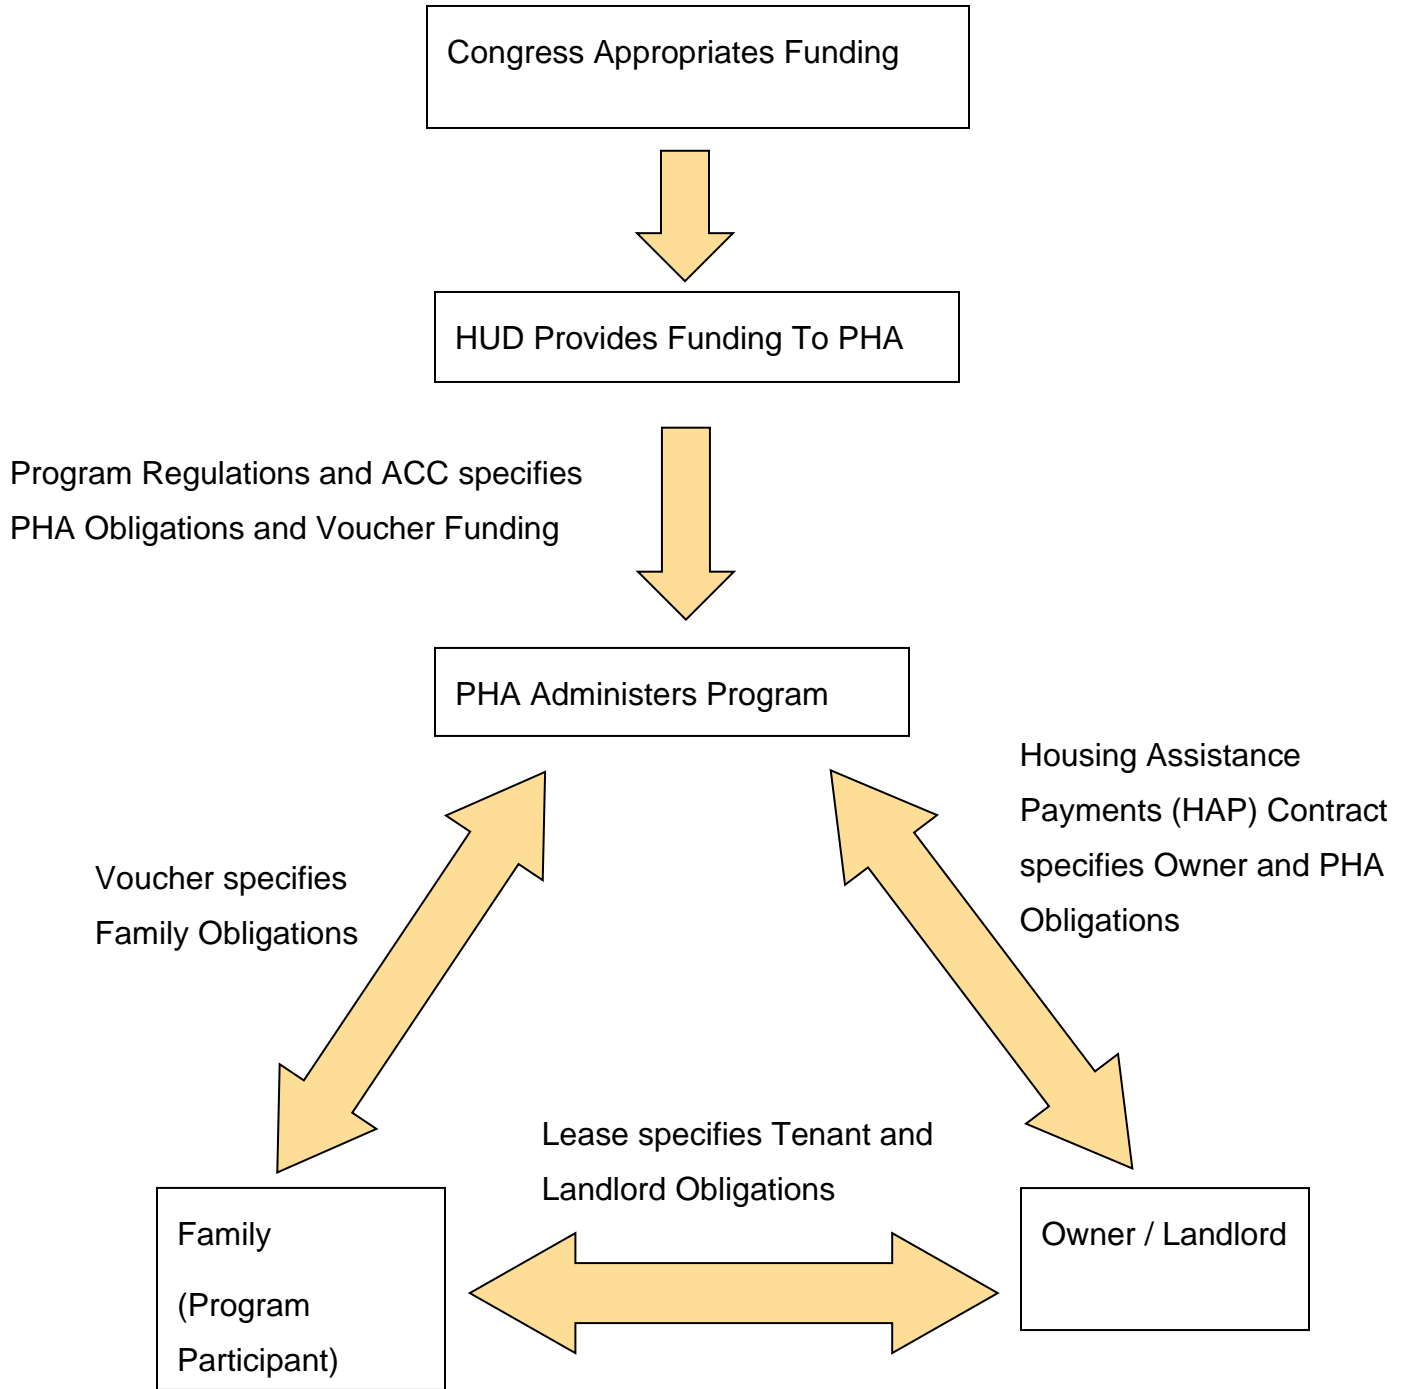 Congress Appropriates Funding
HUD Provides Funding To PHA
Program Regulations and ACC specifies
PHA Obligations and Voucher Funding
PHA Administers Program
Housing Assistance
Payments (HAP) Contract
specifies Owner and PHA
Obligations
Voucher specifies
Family Obligations
Lease specifies Tenant and
Landlord Obligations
Family
(Program
Participant)
Owner / Landlord